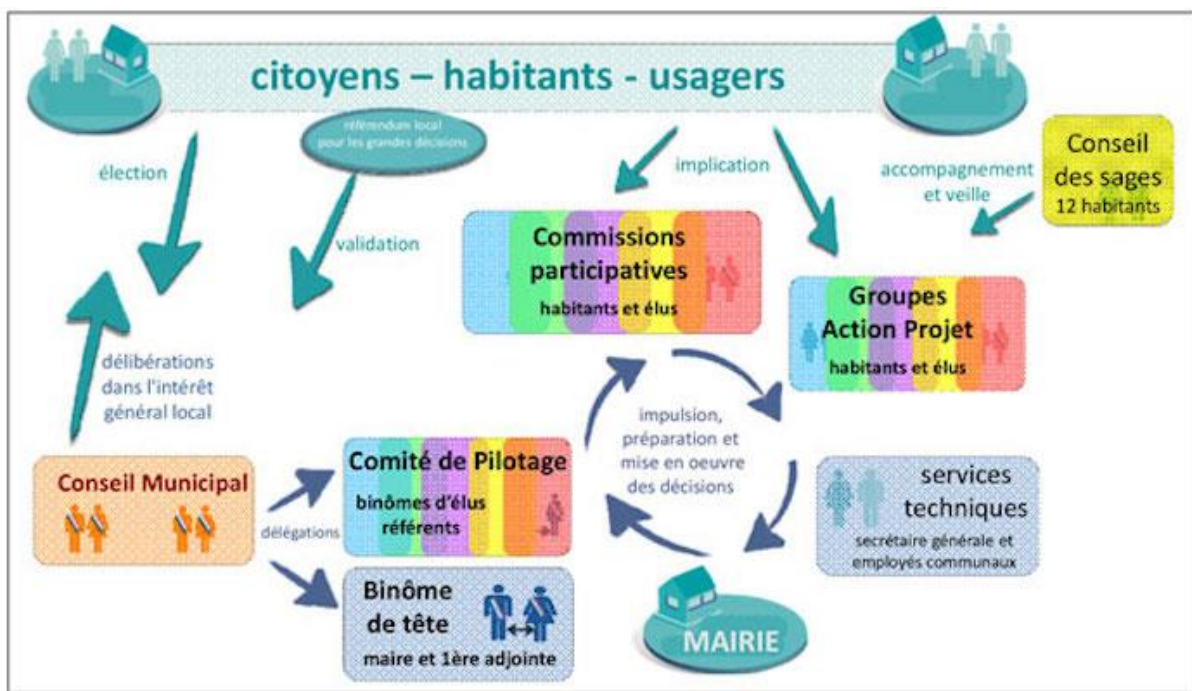 citoyens – habitants - usagers
référendum local
pour les grandes décisions
élection
validation
implication
accompagnement
et veille
Conseil
des sages
12 habitants
Commissions
participatives
habitants et élus
Groupes
Action Projet
habitants et élus
délibérations
dans l'intérêt
général local
impulsion,
préparation et
mise en oeuvre
des décisions
Conseil Municipal
délégations
Comité de Pilotage
binômes d'élus
référents
services
techniques
secrétaire générale et
employés communaux
Binôme
de tête
maire et 1ère adjointe
MAIRIE